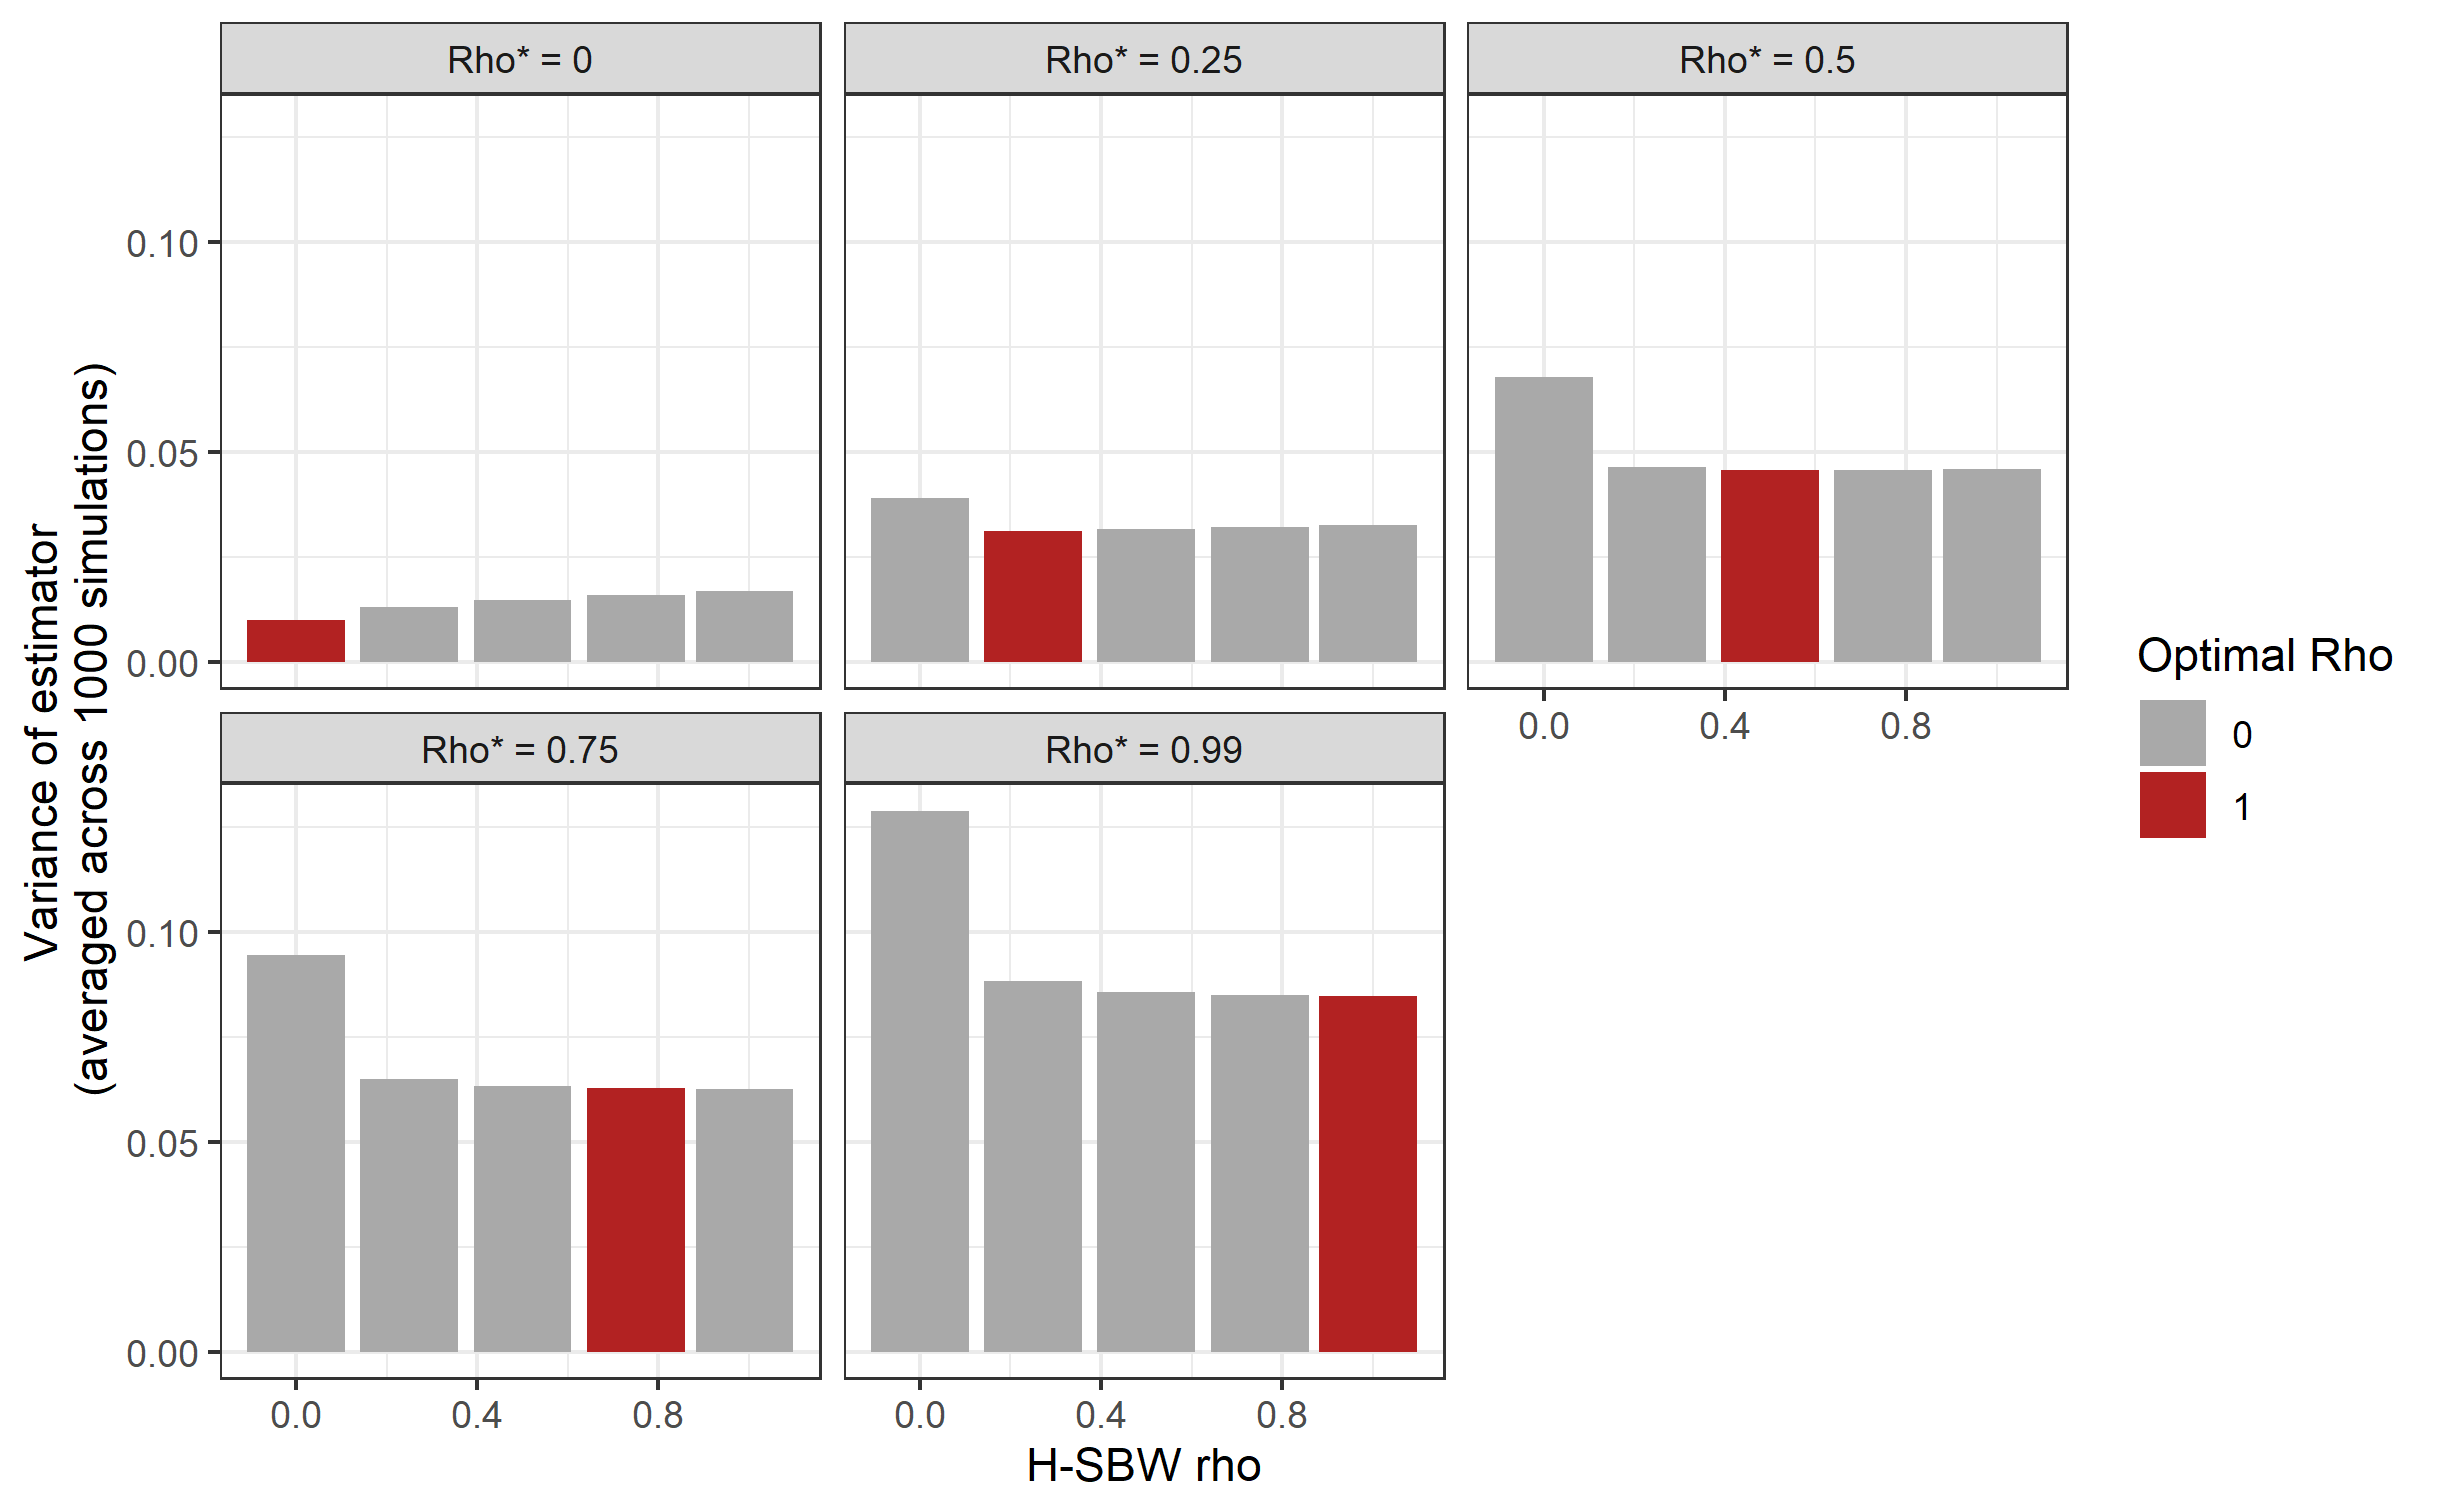 Rho* = 0
Rho* = 0.25
Rho* = 0.5
0.10
0.05
0.00
0.0
0.4
0.8
Rho* = 0.75
Rho* = 0.99
0.10
0.05
0.00
0.0
0.4
0.8
0.0
0.4
0.8
H-SBW rho
Variance of estimator
(averaged across 1000 simulations)
Optimal Rho
0
1